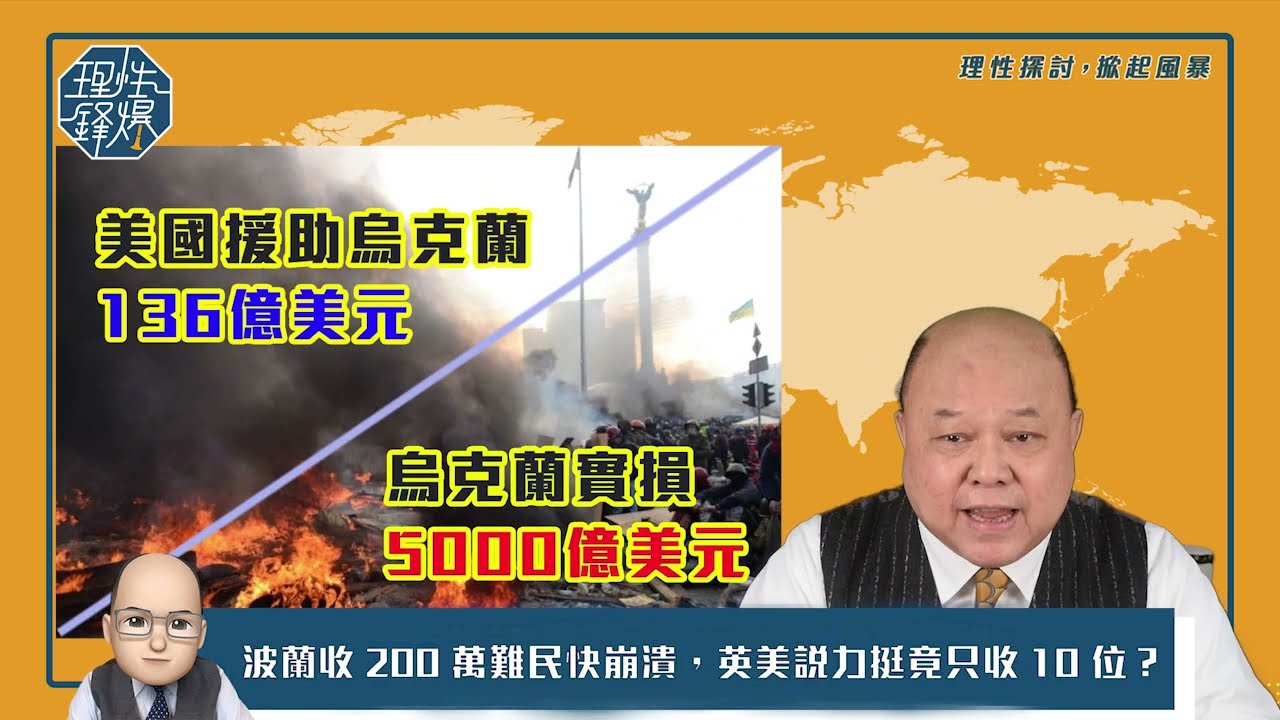 理性
鋒爆
理性探討，掀起風暴
美國援助烏克蘭
136億美元
烏克蘭實損
5000億美元
波蘭收 200 萬難民快崩潰，英美説力挺竟只收 10 位？